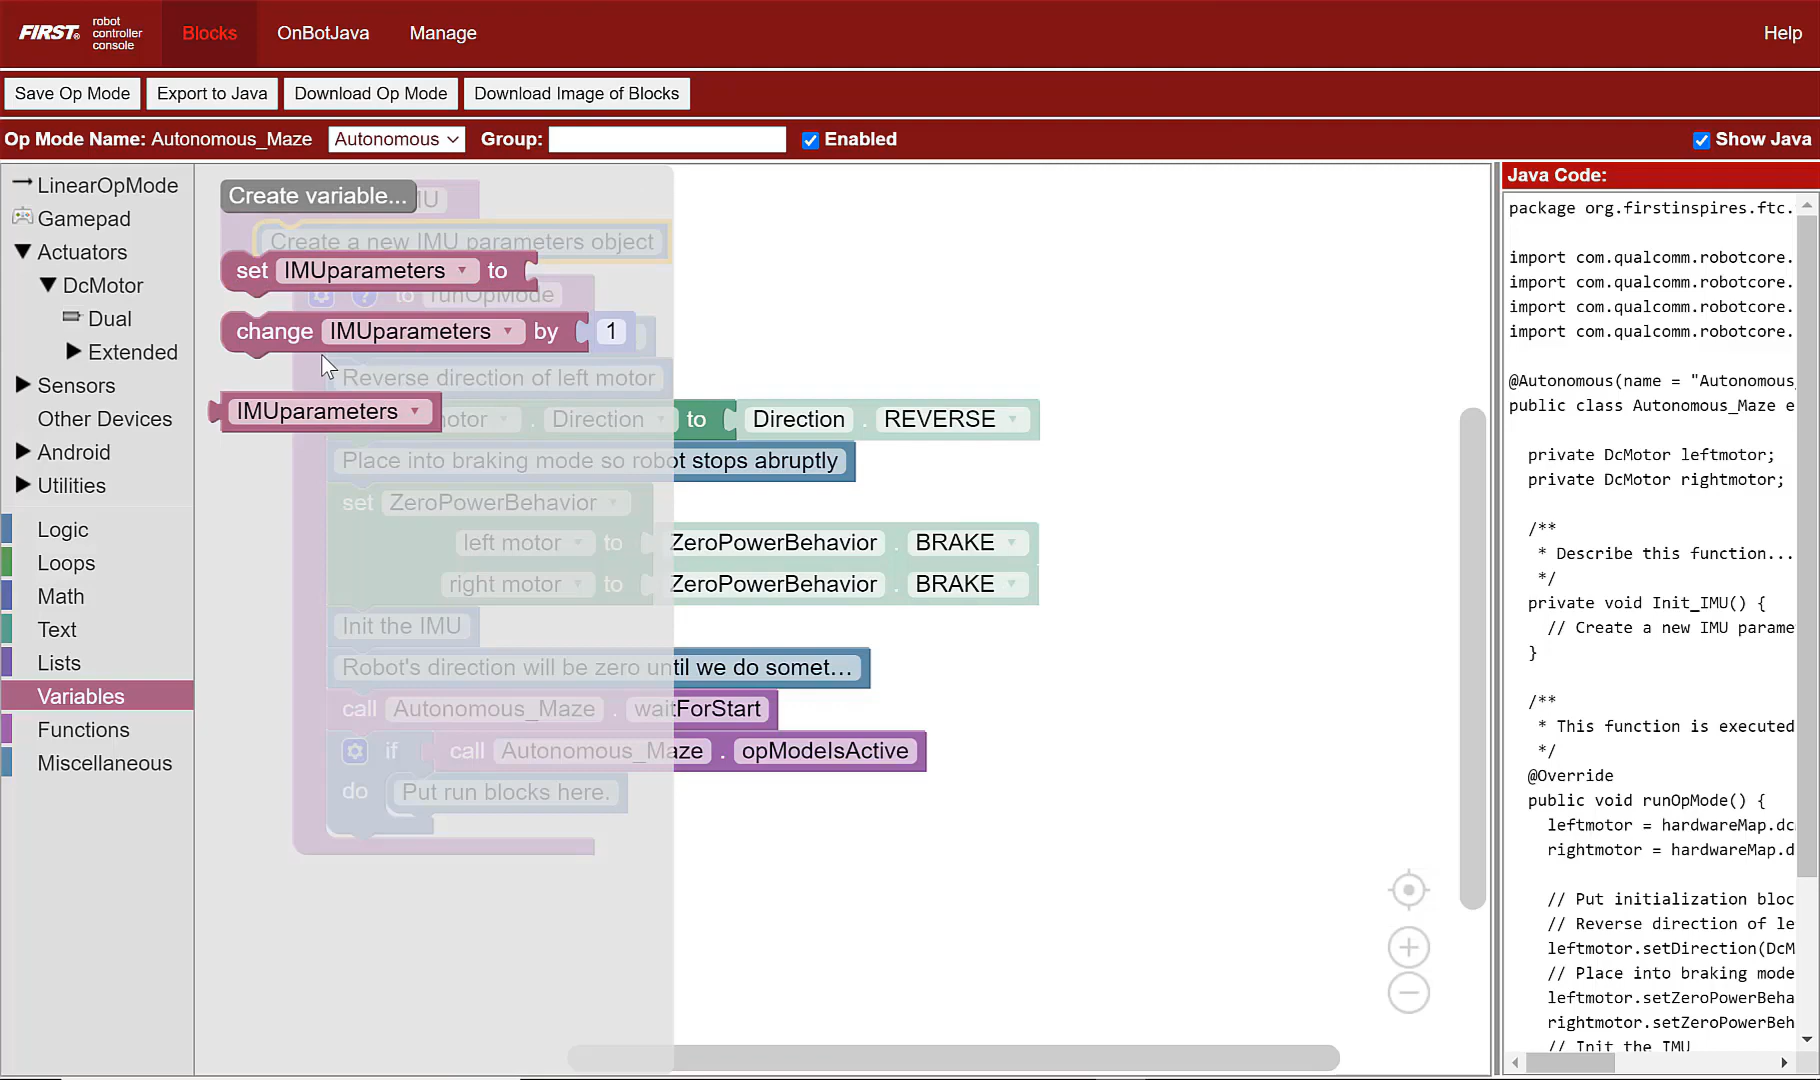 FIRST® robot controller console
Blocks
OnBotJava
Manage
Help
Save Op Mode
Export to Java
Download Op Mode
Download Image of Blocks
Op Mode Name: Autonomous_Maze
Autonomous
Group:
Enabled
Show Java
LinearOpMode
Gamepad
Actuators
DcMotor
Dual
Extended
Sensors
Other Devices
Android
Utilities
Logic
Loops
Math
Text
Lists
Variables
Functions
Miscellaneous
Create variable...
IU
Create a new IMU parameters object
set IMUparameters to
to runOpMode
change IMUparameters by 1
Reverse direction of left motor
IMUparameters
otor . Direction to Direction . REVERSE
Place into braking mode so robot stops abruptly
set ZeroPowerBehavior
left motor to ZeroPowerBehavior . BRAKE
right motor to ZeroPowerBehavior . BRAKE
Init the IMU
Robot's direction will be zero until we do somet...
call Autonomous_Maze . waitForStart
if call Autonomous_Maze . opModeIsActive
do Put run blocks here.
Java Code:
package org.firstinspires.ftc.
import com.qualcomm.robotcore.
import com.qualcomm.robotcore.
import com.qualcomm.robotcore.
import com.qualcomm.robotcore.
@Autonomous(name = "Autonomous_
public class Autonomous_Maze e
private DcMotor leftmotor;
private DcMotor rightmotor;
/**
* Describe this function...
*/
private void Init_IMU() {
// Create a new IMU parame
}
/**
* This function is executed
*/
@Override
public void runOpMode() {
leftmotor = hardwareMap.dc
rightmotor = hardwareMap.d
// Put initialization bloc
// Reverse direction of le
leftmotor.setDirection(DcM
// Place into braking mode
leftmotor.setZeroPowerBeha
rightmotor.setZeroPowerBeh
// Init the IMU